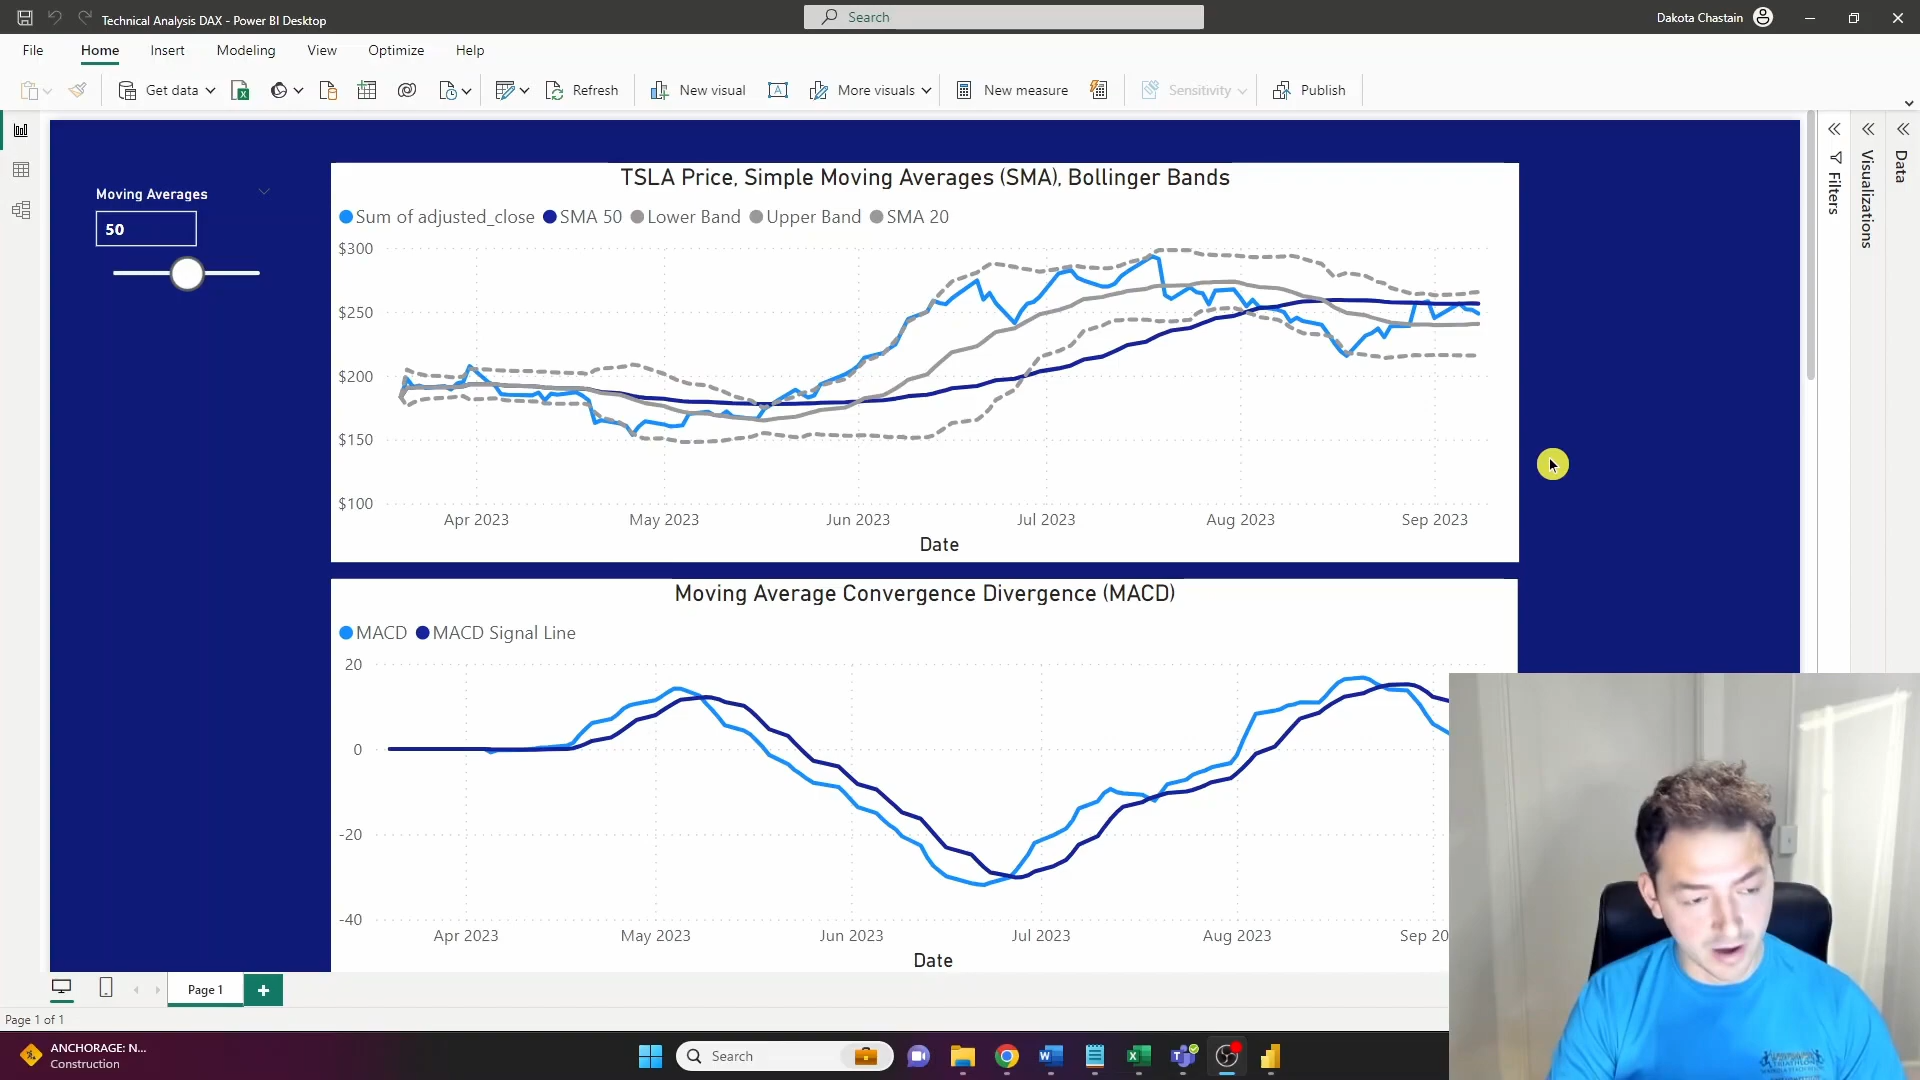 Technical Analysis DAX - Power BI Desktop
Search
Dakota Chastain
File
Home
Insert
Modeling
View
Optimize
Help
Get data
Refresh
New visual
More visuals
New measure
Sensitivity
Publish
Moving Averages
50
TSLA Price, Simple Moving Averages (SMA), Bollinger Bands
Sum of adjusted_close SMA 50 Lower Band Upper Band SMA 20
$300
$250
$200
$150
$100
Apr 2023 May 2023 Jun 2023 Jul 2023 Aug 2023 Sep 2023
Date
Moving Average Convergence Divergence (MACD)
MACD MACD Signal Line
20
0
-20
-40
Apr 2023 May 2023 Jun 2023 Jul 2023 Aug 2023 Sep 20
Date
Filters
Visualizations
Data
Page 1
Page 1 of 1
ANCHORAGE: N...
Construction
Search